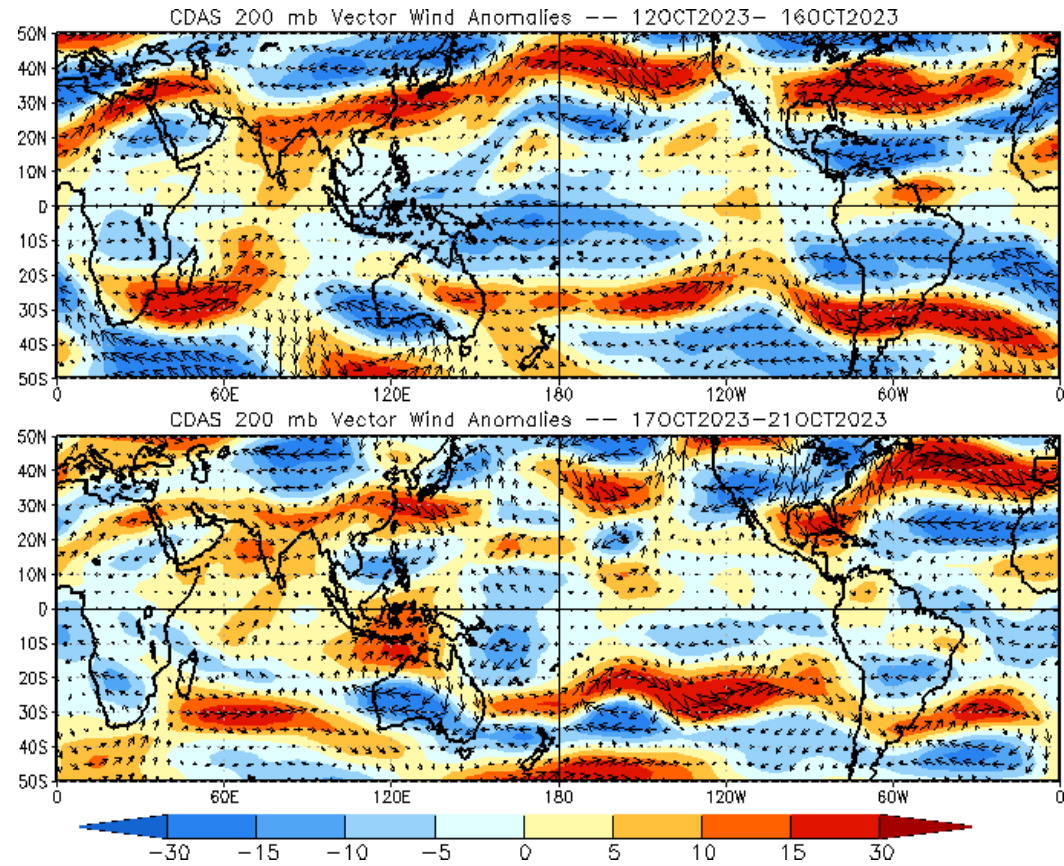 CDAS 200 mb Vector Wind Anomalies -- 12OCT2023- 16OCT2023
50N
40N
30N
20N
10N
0
10S
20S
30S
40S
50S
0 60E 120E 180 120W 60W 0
CDAS 200 mb Vector Wind Anomalies -- 17OCT2023-21OCT2023
50N
40N
30N
20N
10N
0
10S
20S
30S
40S
50S
0 60E 120E 180 120W 60W 0
-30 -15 -10 -5 0 5 10 15 30